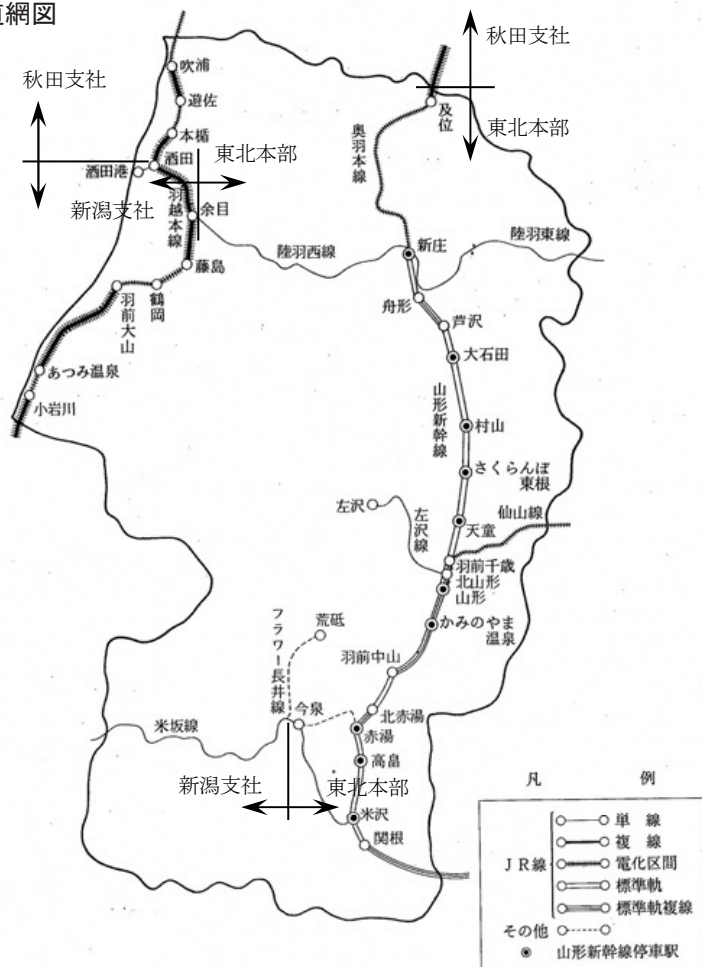 道網図
秋田支社
秋田支社
東北本部
東北本部
新潟支社
吹浦
遊佐
本楯
酒田
酒田港
羽越本線
余目
藤島
鶴岡
羽前大山
あつみ温泉
小岩川
陸羽西線
奥羽本線
及位
新庄
陸羽東線
舟形
芦沢
大石田
山形新幹線
村山
さくらんぼ
東根
天童
仙山線
左沢
左沢線
羽前千歳
北山形
山形
かみのやま
温泉
羽前中山
荒砥
フラワー長井線
今泉
米坂線
北赤湯
赤湯
高畠
新潟支社
東北本部
米沢
関根
凡 例
JR線
単 線
複 線
電化区間
標準軌
標準軌複線
その他
山形新幹線停車駅